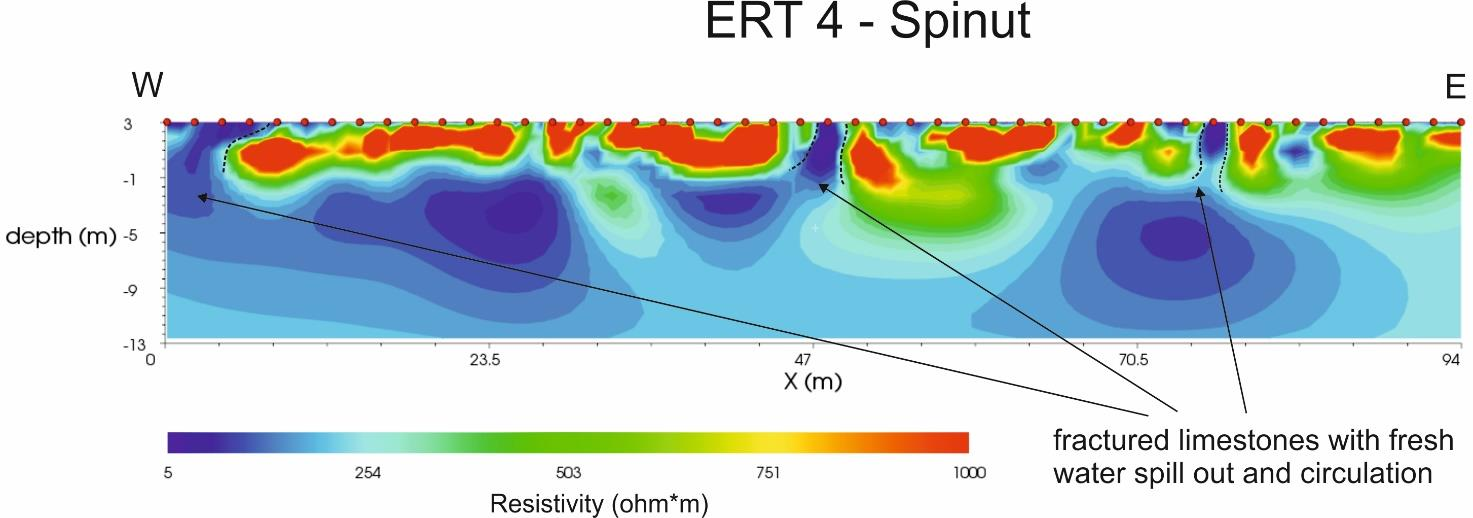 ERT 4 - Spinut
W
E
3
-1
depth (m)
-5
-9
-13
0
23.5
47
70.5
94
X (m)
5
254
503
751
1000
Resistivity (ohm*m)
fractured limestones with fresh
water spill out and circulation